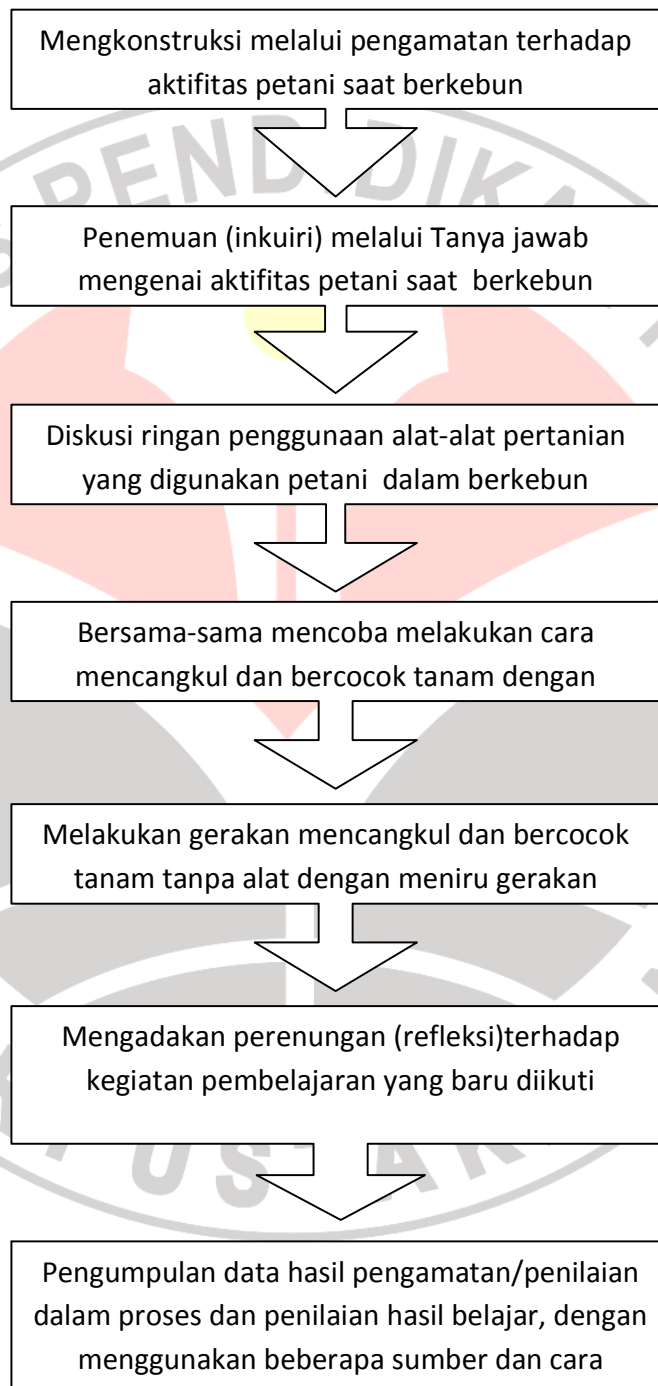 Mengkonstruksi melalui pengamatan terhadap
aktifitas petani saat berkebun
Penemuan (inkuiri) melalui Tanya jawab
mengenai aktifitas petani saat berkebun
Diskusi ringan penggunaan alat-alat pertanian
yang digunakan petani dalam berkebun
Bersama-sama mencoba melakukan cara
mencangkul dan bercocok tanam dengan
Melakukan gerakan mencangkul dan bercocok
tanam tanpa alat dengan meniru gerakan
Mengadakan perenungan (refleksi)terhadap
kegiatan pembelajaran yang baru diikuti
Pengumpulan data hasil pengamatan/penilaian
dalam proses dan penilaian hasil belajar, dengan
menggunakan beberapa sumber dan cara